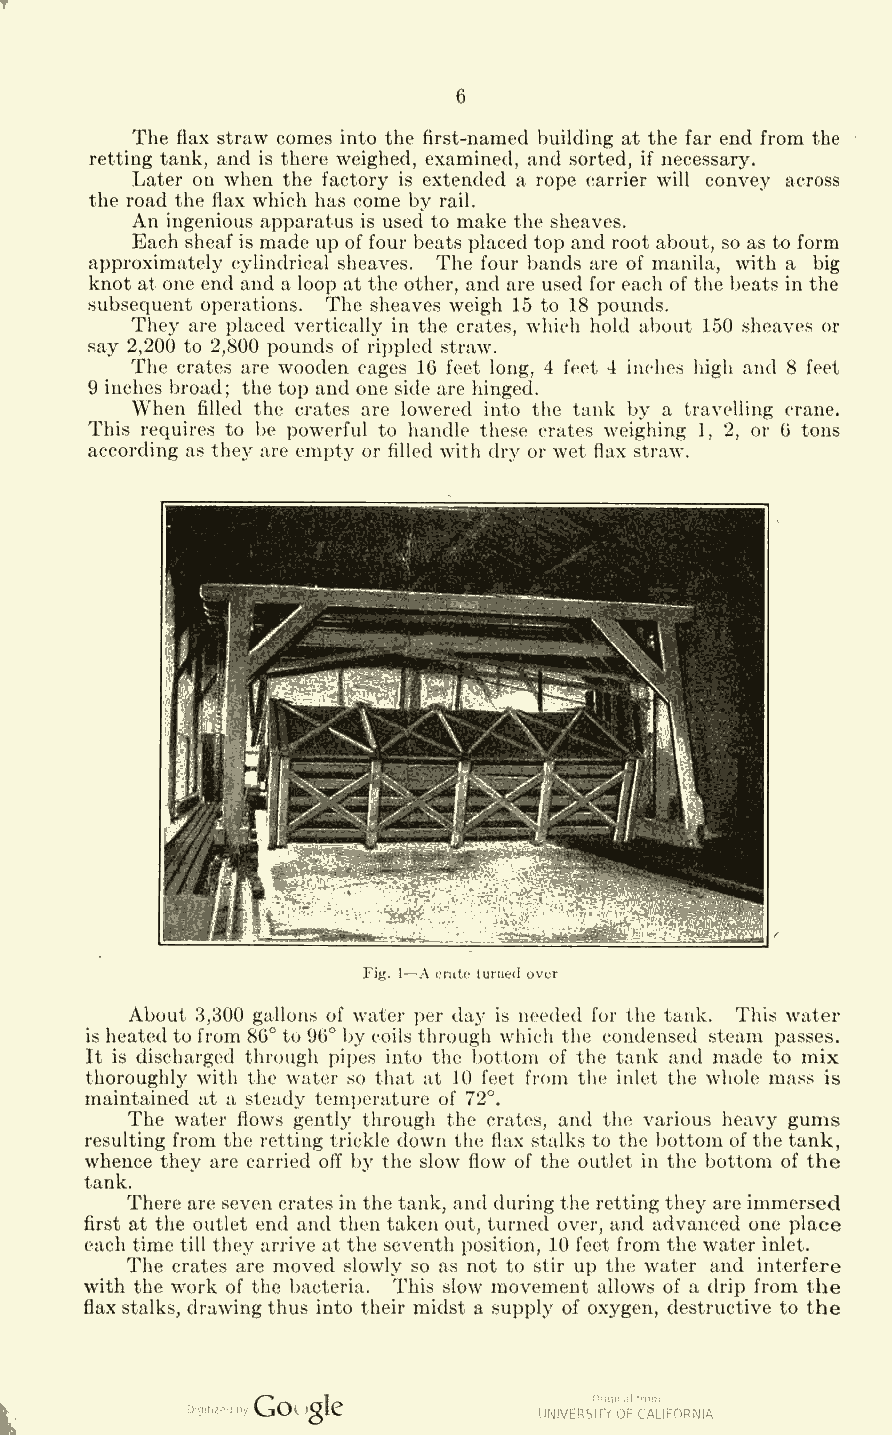 6
The flax straw comes into the first-named building at the far end from the
retting tank, and is there weighed, examined, and sorted, if necessary.
Later on when the factory is extended a rope carrier will convey across
the road the flax which has come by rail.
An ingenious apparatus is used to make the sheaves.
Each sheaf is made up of four beats placed top and root about, so as to form
approximately cylindrical sheaves. The four bands are of manila, with a big
knot at one end and a loop at the other, and are used for each of the beats in the
subsequent operations. The sheaves weigh 15 to 18 pounds.
They are placed vertically in the crates, which hold about 150 sheaves or
say 2,200 to 2,800 pounds of rippled straw.
The crates are wooden cages 16 feet long, 4 feet 4 inches high and 8 feet
9 inches broad; the top and one side are hinged.
When filled the crates are lowered into the tank by a travelling crane.
This requires to be powerful to handle these crates weighing 1, 2, or 6 tons
according as they are empty or filled with dry or wet flax straw.
Fig. 1—A crate turned over
About 3,300 gallons of water per day is needed for the tank. This water
is heated to from 86° to 96° by coils through which the condensed steam passes.
It is discharged through pipes into the bottom of the tank and made to mix
thoroughly with the water so that at 10 feet from the inlet the whole mass is
maintained at a steady temperature of 72°.
The water flows gently through the crates, and the various heavy gums
resulting from the retting trickle down the flax stalks to the bottom of the tank,
whence they are carried off by the slow flow of the outlet in the bottom of the
tank.
There are seven crates in the tank, and during the retting they are immersed
first at the outlet end and then taken out, turned over, and advanced one place
each time till they arrive at the seventh position, 10 feet from the water inlet.
The crates are moved slowly so as not to stir up the water and interfere
with the work of the bacteria. This slow movement allows of a drip from the
flax stalks, drawing thus into their midst a supply of oxygen, destructive to the
Digitized by Google
Original from
UNIVERSITY OF CALIFORNIA